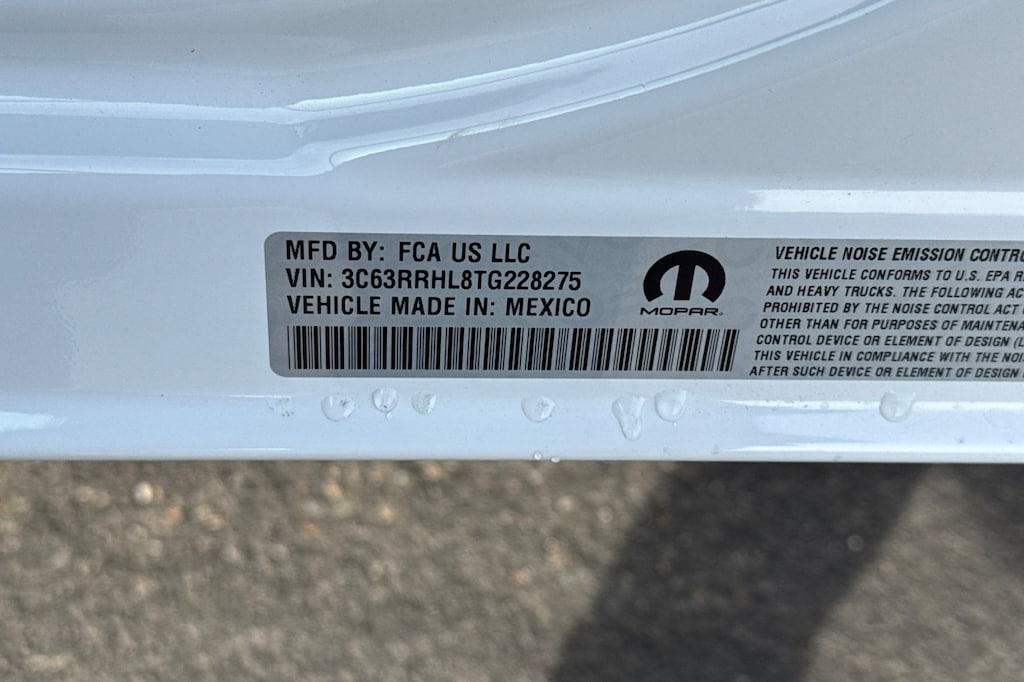 MFD BY: FCA US LLC
VIN: 3C63RRHL8TG228275
VEHICLE MADE IN: MEXICO
MOPAR
VEHICLE NOISE EMISSION
THIS VEHICLE CONFORMS TO U.S. EPA
AND HEAVY TRUCKS. THE FOLLOWING
PROHIBITED BY THE NOISE CONTROL ACT
OTHER THAN FOR PURPOSES OF
CONTROL DEVICE OR ELEMENT OF DESIGN
THIS VEHICLE IN COMPLIANCE WITH THE
AFTER SUCH DEVICE OR ELEMENT OF DESIGN